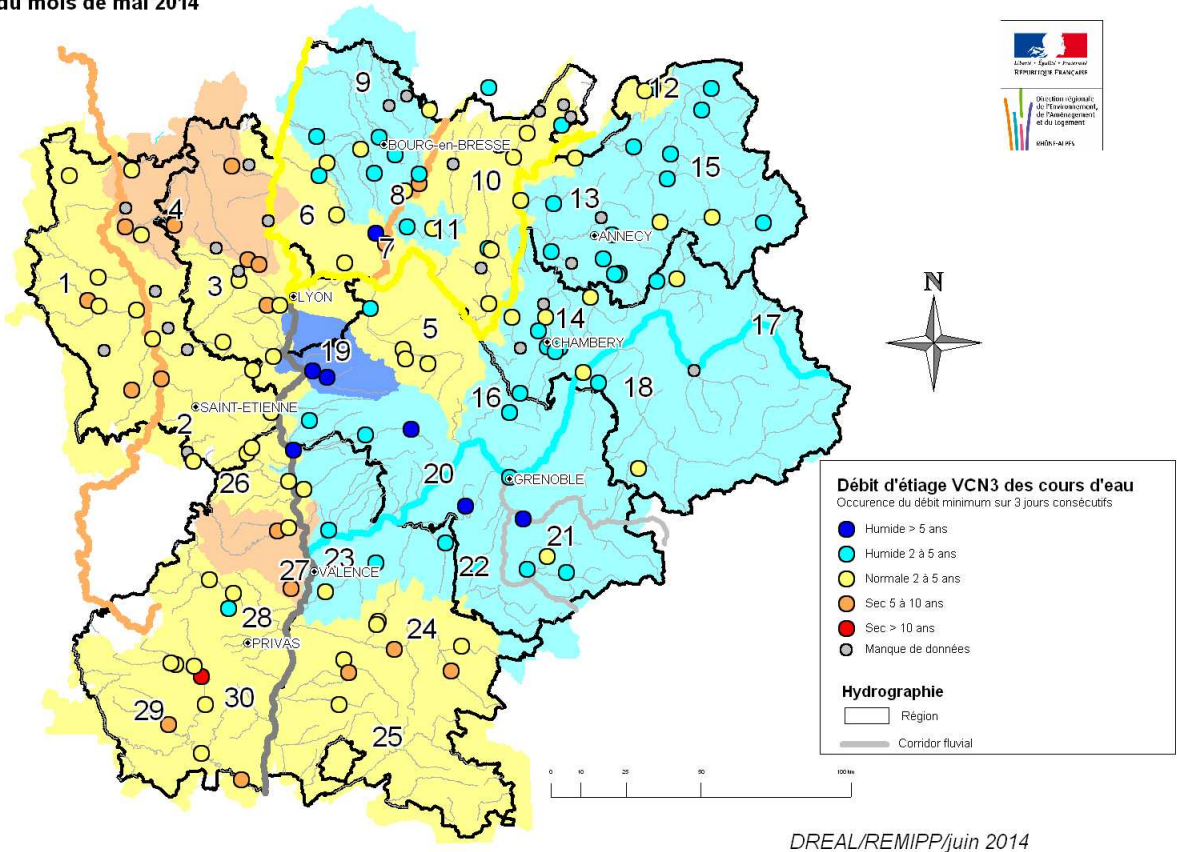 du mois de mai 2014
Liberté • Égalité • Fraternité
RÉPUBLIQUE FRANÇAISE
Direction régionale
de l'Environnement,
de l'Aménagement
et du Logement
RHÔNE-ALPES
12
9
BOURG-en-BRESSE
15
10
8
13
4
6
11
ANNECY
7
1
3
N
LYON
14
17
5
CHAMBERY
19
18
16
SAINT-ETIENNE
2
20
GRENOBLE
26
21
23
22
27
VALENCE
28
24
PRIVAS
30
29
25
Débit d'étiage VCN3 des cours d'eau
Occurence du débit minimum sur 3 jours consécutifs
Humide > 5 ans
Humide 2 à 5 ans
Normale 2 à 5 ans
Sec 5 à 10 ans
Sec > 10 ans
Manque de données
Hydrographie
Région
Corridor fluvial
0 10 25 50 100 km
DREAL/REMIPP/juin 2014